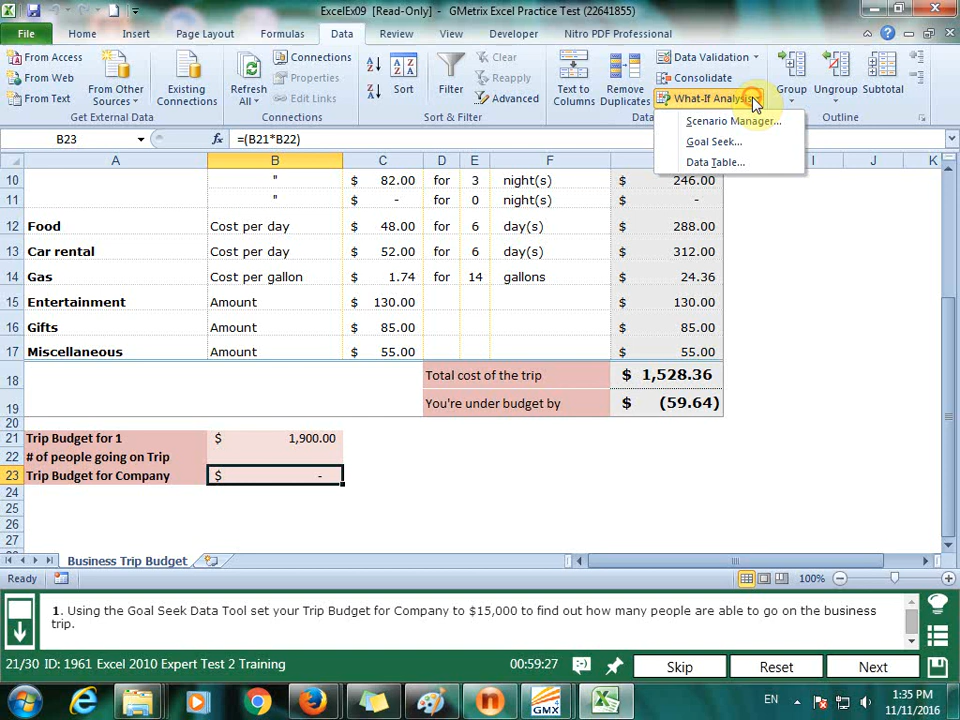 ExcelEx09 [Read-Only] - GMetrix Excel Practice Test (22641855)
File Home Insert Page Layout Formulas Data Review View Developer Nitro PDF Professional
From Access
From Web
From Text
From Other Sources
Existing Connections
Get External Data
Refresh All
Connections
Properties
Edit Links
Connections
Sort
Filter
Clear
Reapply
Advanced
Sort & Filter
Text to Columns
Remove Duplicates
Data Validation
Consolidate
What-If Analysis
Scenario Manager...
Goal Seek...
Data Table...
Data
Group
Ungroup
Subtotal
Outline
B23 fx =(B21*B22)
A B C D E F I J K
10 " $ 82.00 for 3 night(s) $ 246.00
11 " $ - for 0 night(s) $ -
12 Food Cost per day $ 48.00 for 6 day(s) $ 288.00
13 Car rental Cost per day $ 52.00 for 6 day(s) $ 312.00
14 Gas Cost per gallon $ 1.74 for 14 gallons $ 24.36
15 Entertainment Amount $ 130.00 $ 130.00
16 Gifts Amount $ 85.00 $ 85.00
17 Miscellaneous Amount $ 55.00 $ 55.00
18 Total cost of the trip $ 1,528.36
19 You're under budget by $ (59.64)
20
21 Trip Budget for 1 $ 1,900.00
22 # of people going on Trip
23 Trip Budget for Company $ -
24
25
26
27
Business Trip Budget
Ready 100%
1. Using the Goal Seek Data Tool set your Trip Budget for Company to $15,000 to find out how many people are able to go on the business
trip.
21/30 ID: 1961 Excel 2010 Expert Test 2 Training 00:59:27 Skip Reset Next
GMX
EN
1:35 PM
11/11/2016